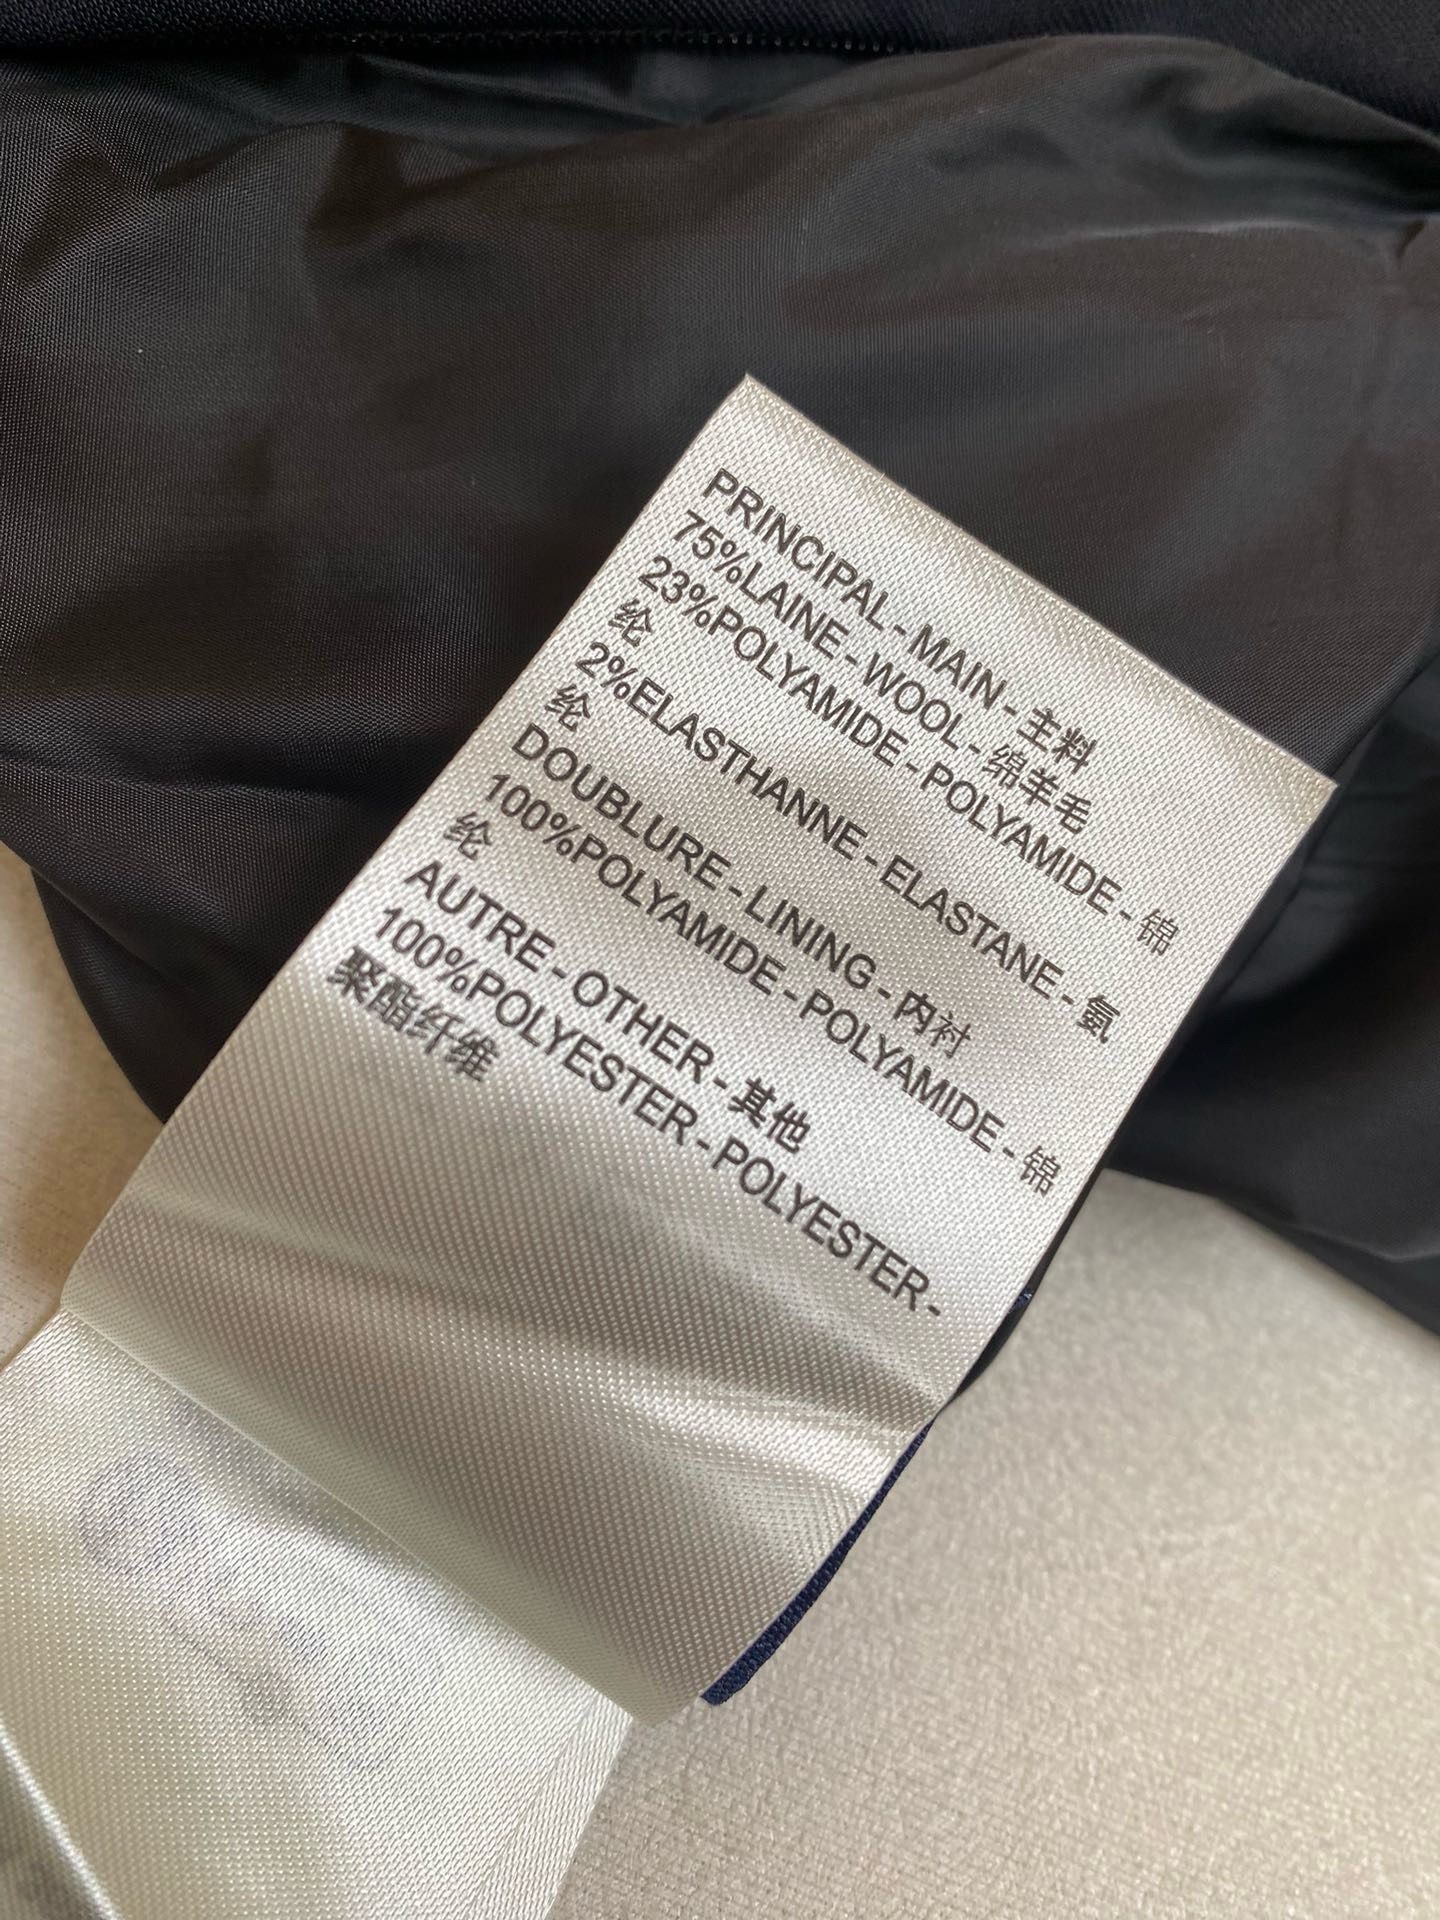 PRINCIPAL - MAIN - 主料
75%LAINE - WOOL - 绵羊毛
23%POLYAMIDE - POLYAMIDE - 锦
纶
2%ELASTHANNE - ELASTANE - 氨
纶
DOUBLURE - LINING - 内衬
100%POLYAMIDE - POLYAMIDE - 锦
纶
AUTRE - OTHER - 其他
100%POLYESTER - POLYESTER -
聚酯纤维